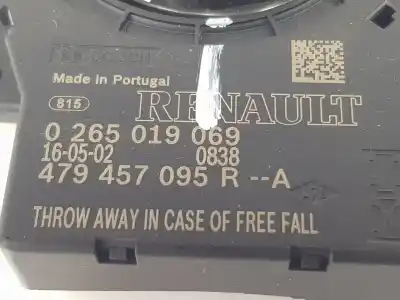 Made in Portugal
815
RENAULT
0 265 019 069
16-05-02 0838
479 457 095 R --A
THROW AWAY IN CASE OF FREE FALL